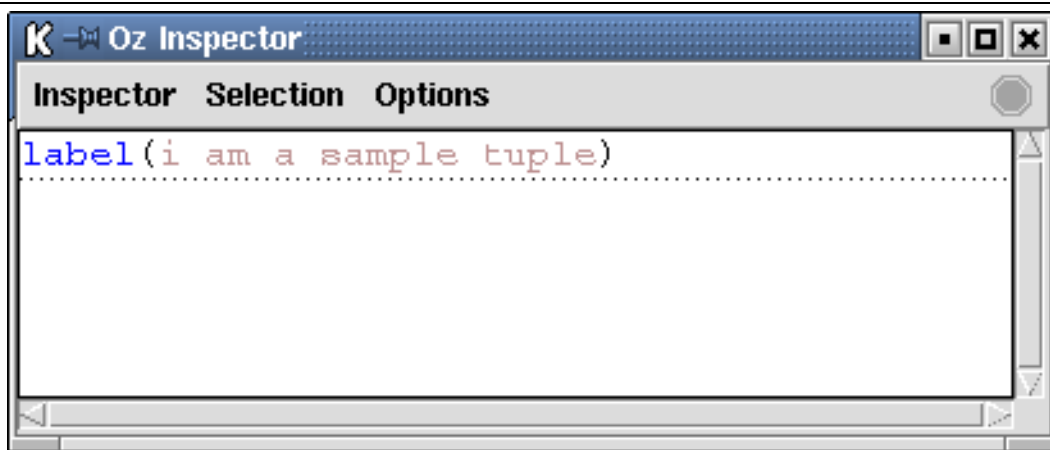 Oz Inspector
Inspector Selection Options
label(i am a sample tuple)